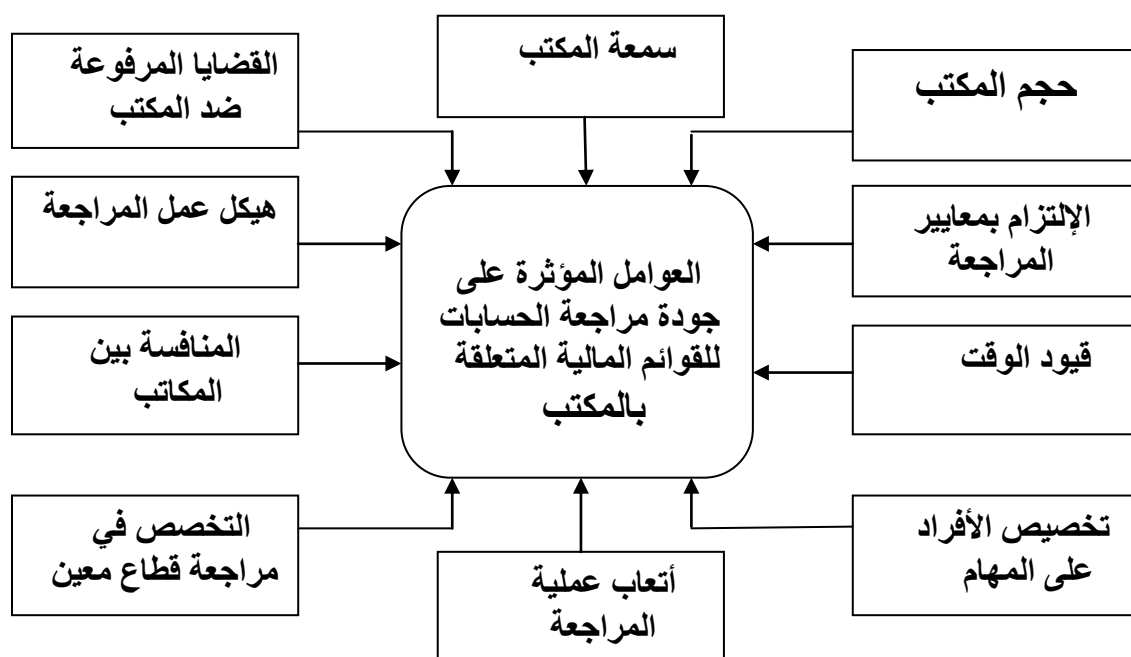 سمعة المكتب
حجم المكتب
القضايا المرفوعة
ضد المكتب
الإلتزام بمعايير
المراجعة
هيكل عمل المراجعة
العوامل المؤثرة على
جودة مراجعة الحسابات
للقوائم المالية المتعلقة
بالمكتب
قيود الوقت
المنافسة بين
المكاتب
تخصيص الأفراد
على المهام
أتعاب عملية
المراجعة
التخصص في
مراجعة قطاع معين